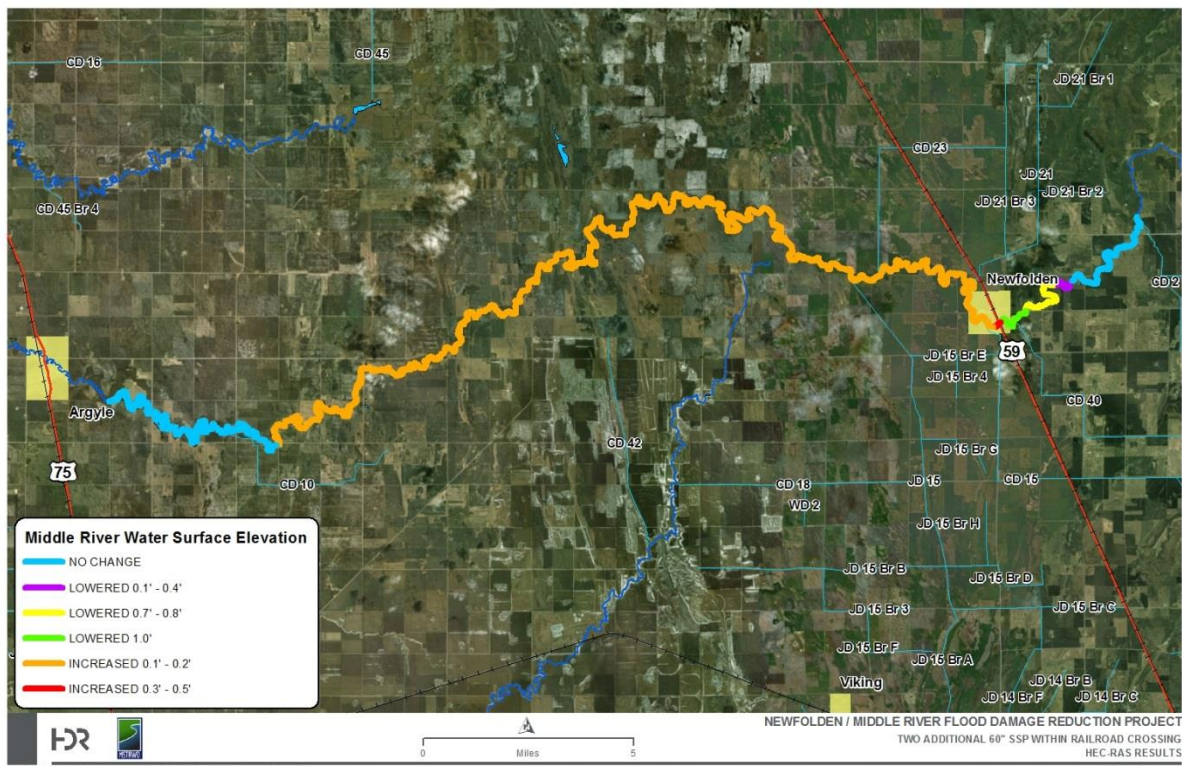 CD 16
CD 45
JD 21 Br 1
CD 23
JD 21
JD 21 Br 2
JD 21 Br 3
CD 45 Br 4
Newfolden
CD 2
JD 15 Br E
59
JD 15 Br 4
CD 40
Argyle
CD 42
JD 15 Br G
75
CD 10
CD 18
JD 15
CD 15
WD 2
JD 15 Br H
JD 15 Br B
JD 15 Br D
JD 15 Br 3
JD 15 Br C
JD 15 Br F
JD 15 Br A
Viking
JD 14 Br B
JD 14 Br F
JD 14 Br C
Middle River Water Surface Elevation
NO CHANGE
LOWERED 0.1' - 0.4'
LOWERED 0.7' - 0.8'
LOWERED 1.0'
INCREASED 0.1' - 0.2'
INCREASED 0.3' - 0.5'
HDR
0
5
Miles
NEWFOLDEN / MIDDLE RIVER FLOOD DAMAGE REDUCTION PROJECT
TWO ADDITIONAL 60" SSP WITHIN RAILROAD CROSSING
HEC-RAS RESULTS